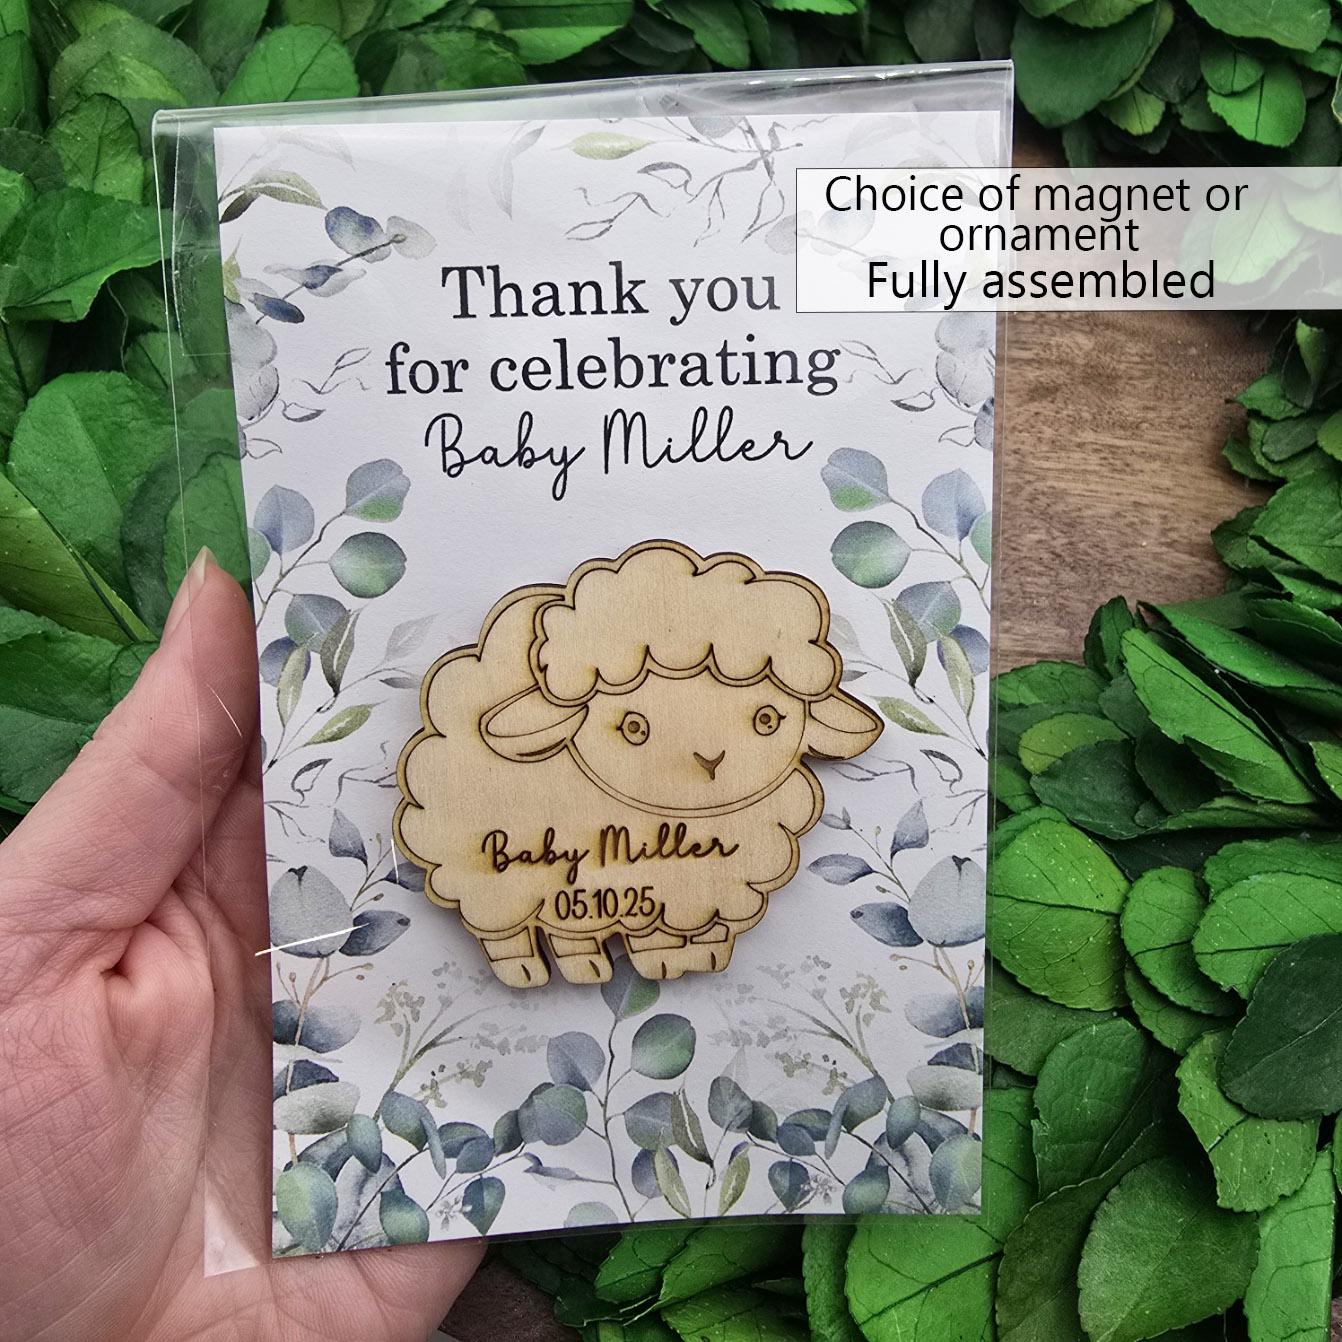 Choice of magnet or
ornament
Fully assembled
Thank you
for celebrating
Baby Miller
Baby Miller
05.10.25